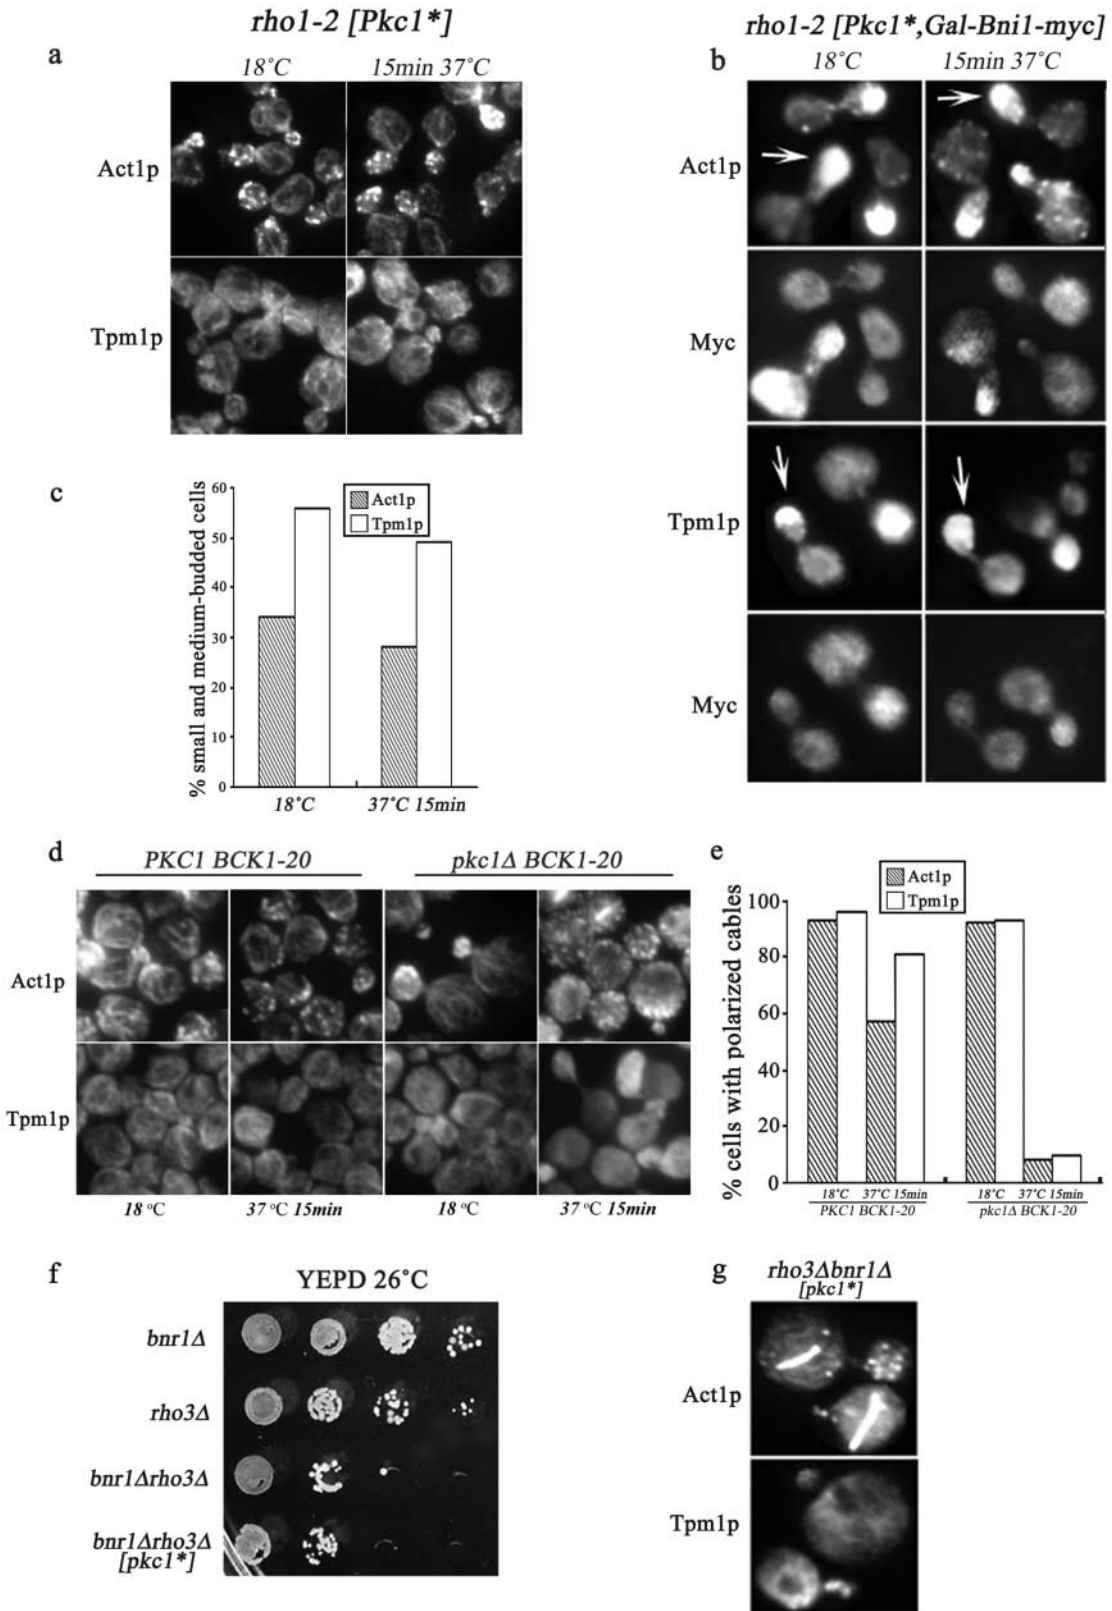 rho1-2 [Pkc1*]
a
18°C 15min 37°C
Act1p
Tpm1p
rho1-2 [Pkc1*,Gal-Bni1-myc]
b 18°C 15min 37°C
Act1p
Myc
Tpm1p
Myc
c
% small and medium-budded cells
60
50
40
30
20
10
0
Act1p
Tpm1p
18°C 37°C 15min
d PKC1 BCK1-20 pkc1Δ BCK1-20
Act1p
Tpm1p
18 °C 37 °C 15min 18 °C 37 °C 15min
e
% cells with polarized cables
100
80
60
40
20
0
Act1p
Tpm1p
18°C 37°C 15min 18°C 37°C 15min
PKC1 BCK1-20 pkc1Δ BCK1-20
f YEPD 26°C
bnr1Δ
rho3Δ
bnr1Δrho3Δ
bnr1Δrho3Δ
[pkc1*]
g
rho3Δbnr1Δ
[pkc1*]
Act1p
Tpm1p